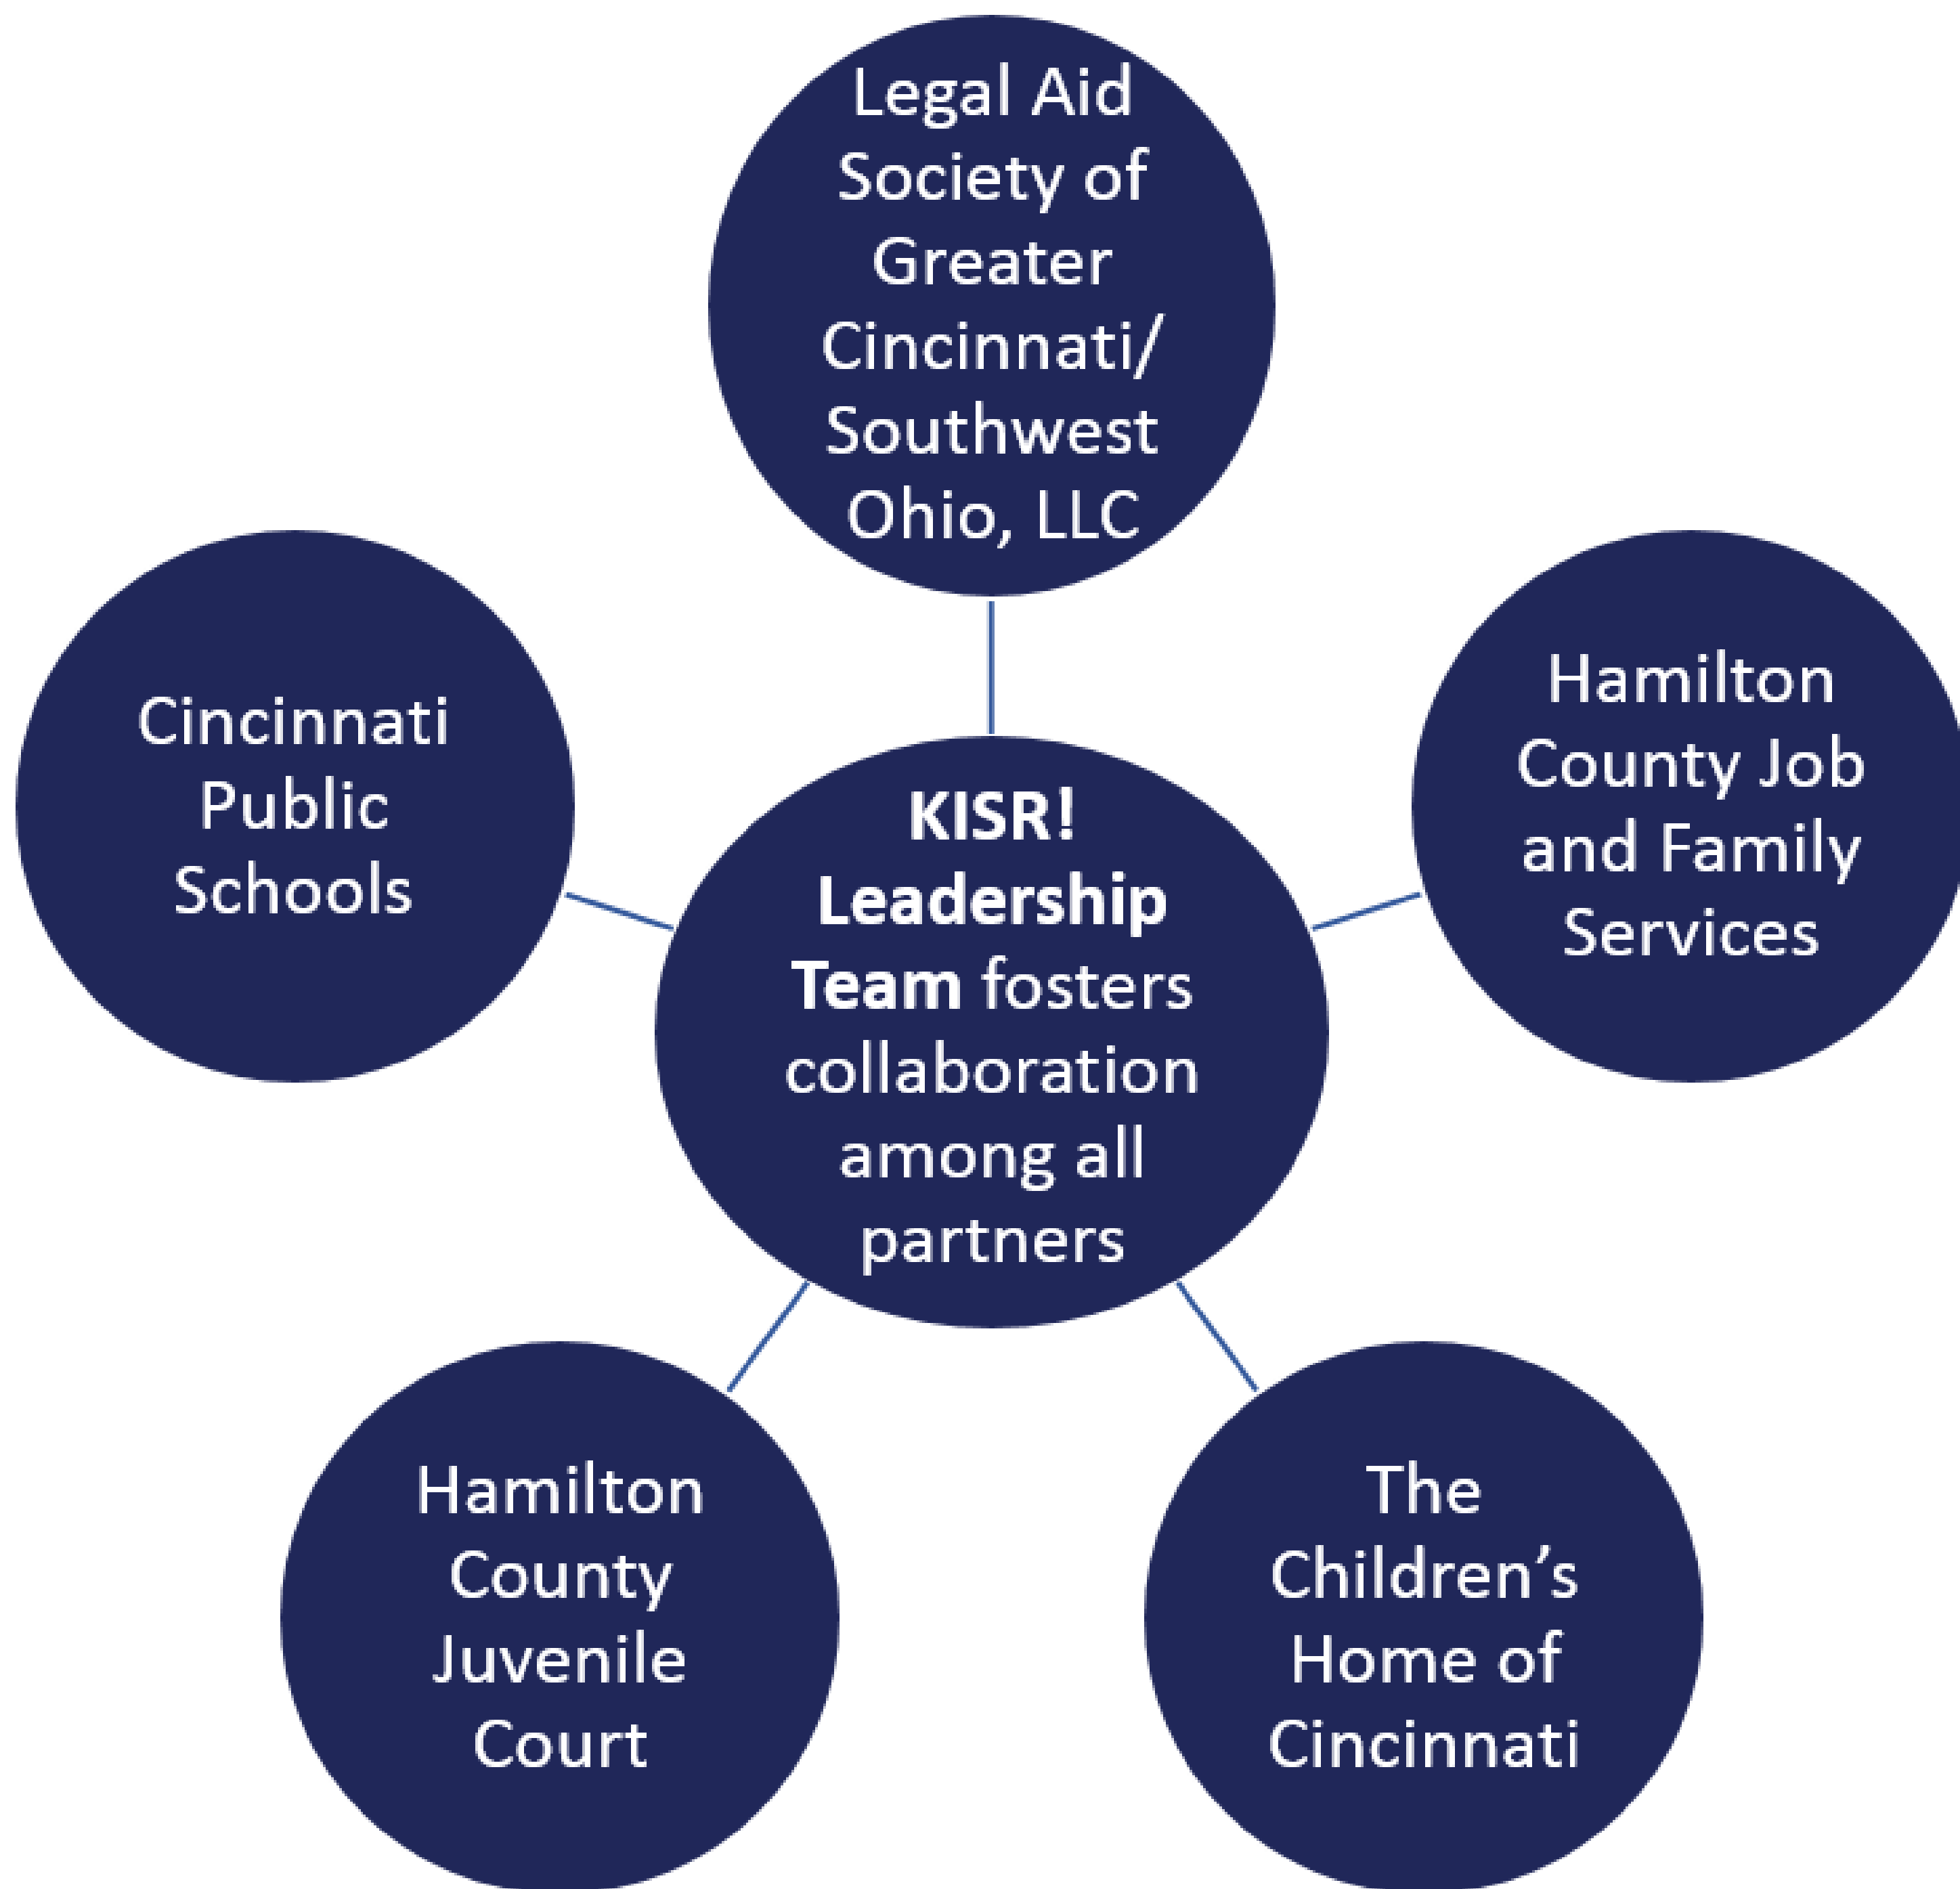 Legal Aid
Society of
Greater
Cincinnati/
Southwest
Ohio, LLC
Cincinnati
Public
Schools
Hamilton
County Job
and Family
Services
KISR!
Leadership
Team fosters
collaboration
among all
partners
Hamilton
County
Juvenile
Court
The
Children’s
Home of
Cincinnati